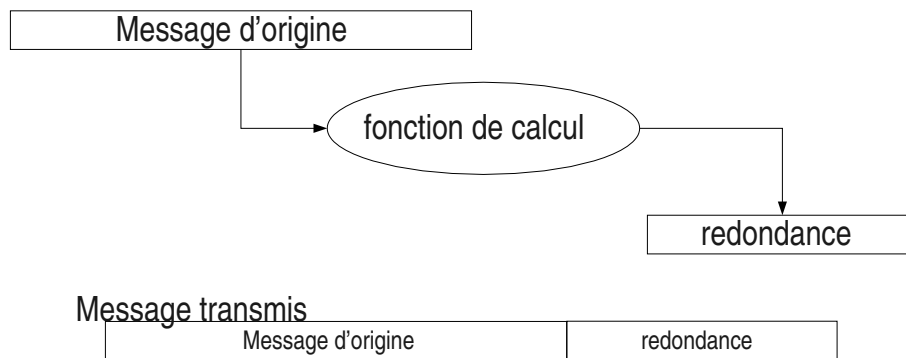 Message d'origine
fonction de calcul
redondance
Message transmis
Message d'origine redondance